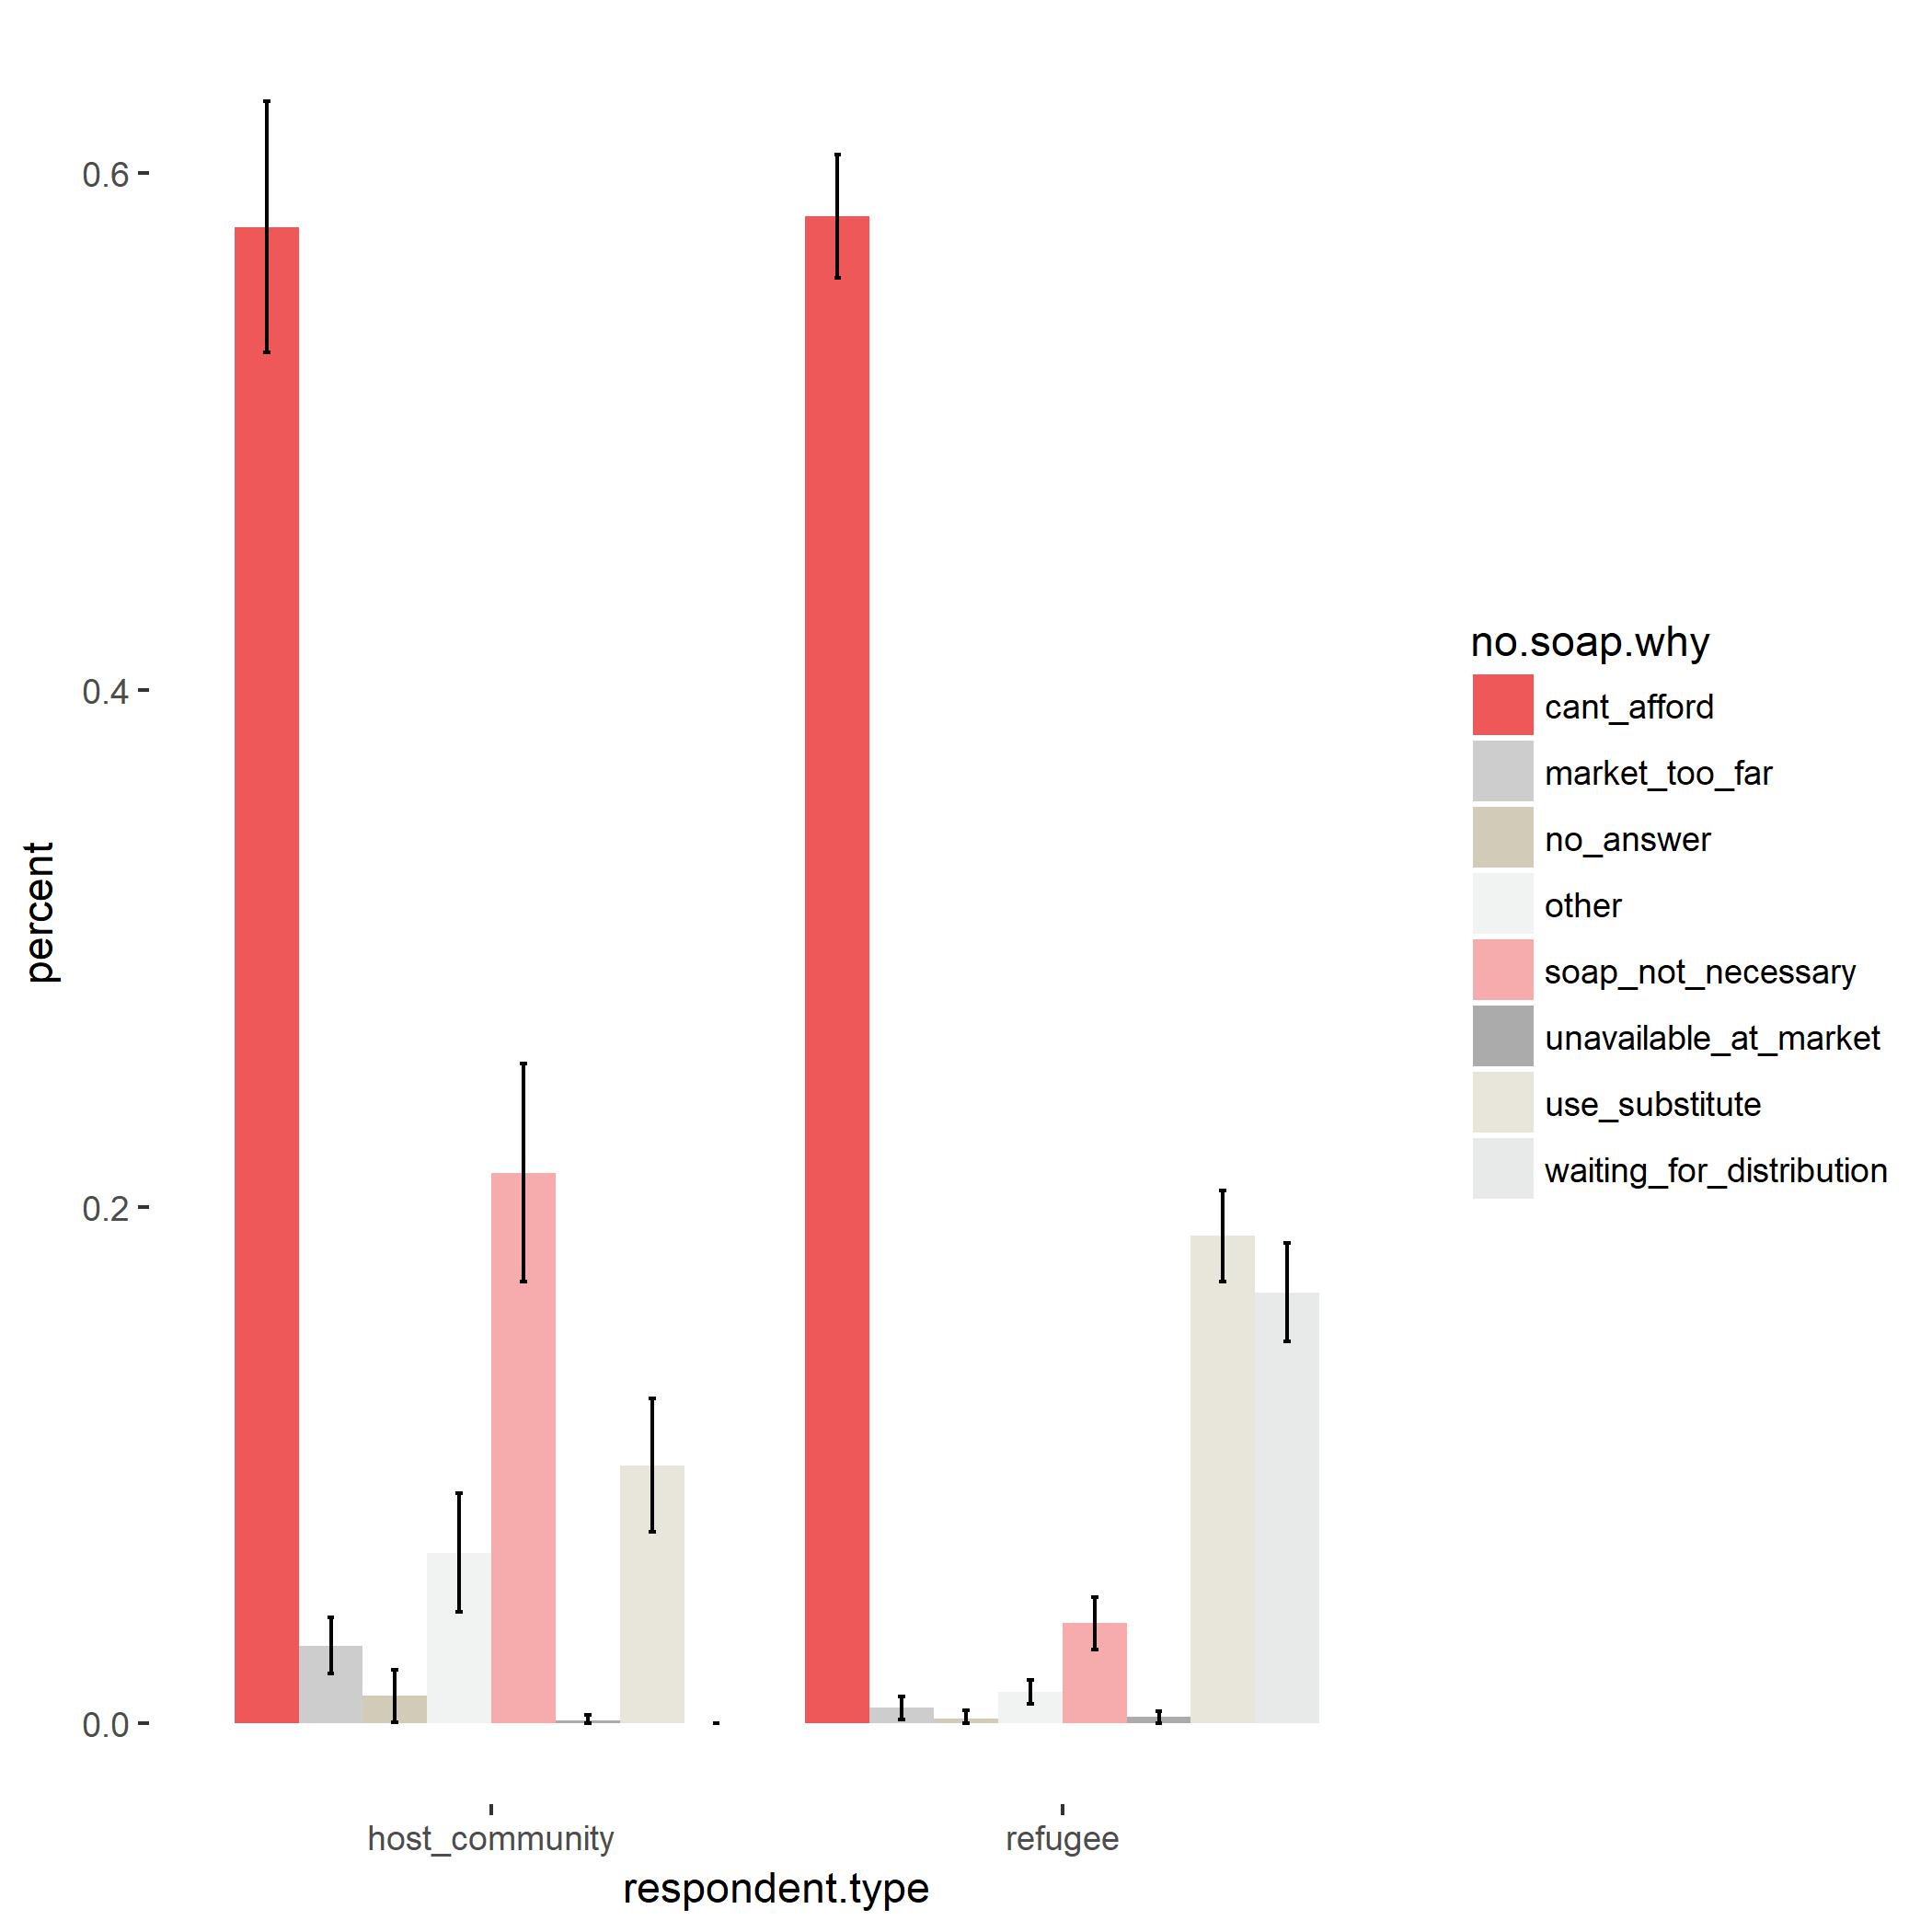 percent
0.6
0.4
0.2
0.0
host_community
refugee
respondent.type
no.soap.why
cant_afford
market_too_far
no_answer
other
soap_not_necessary
unavailable_at_market
use_substitute
waiting_for_distribution